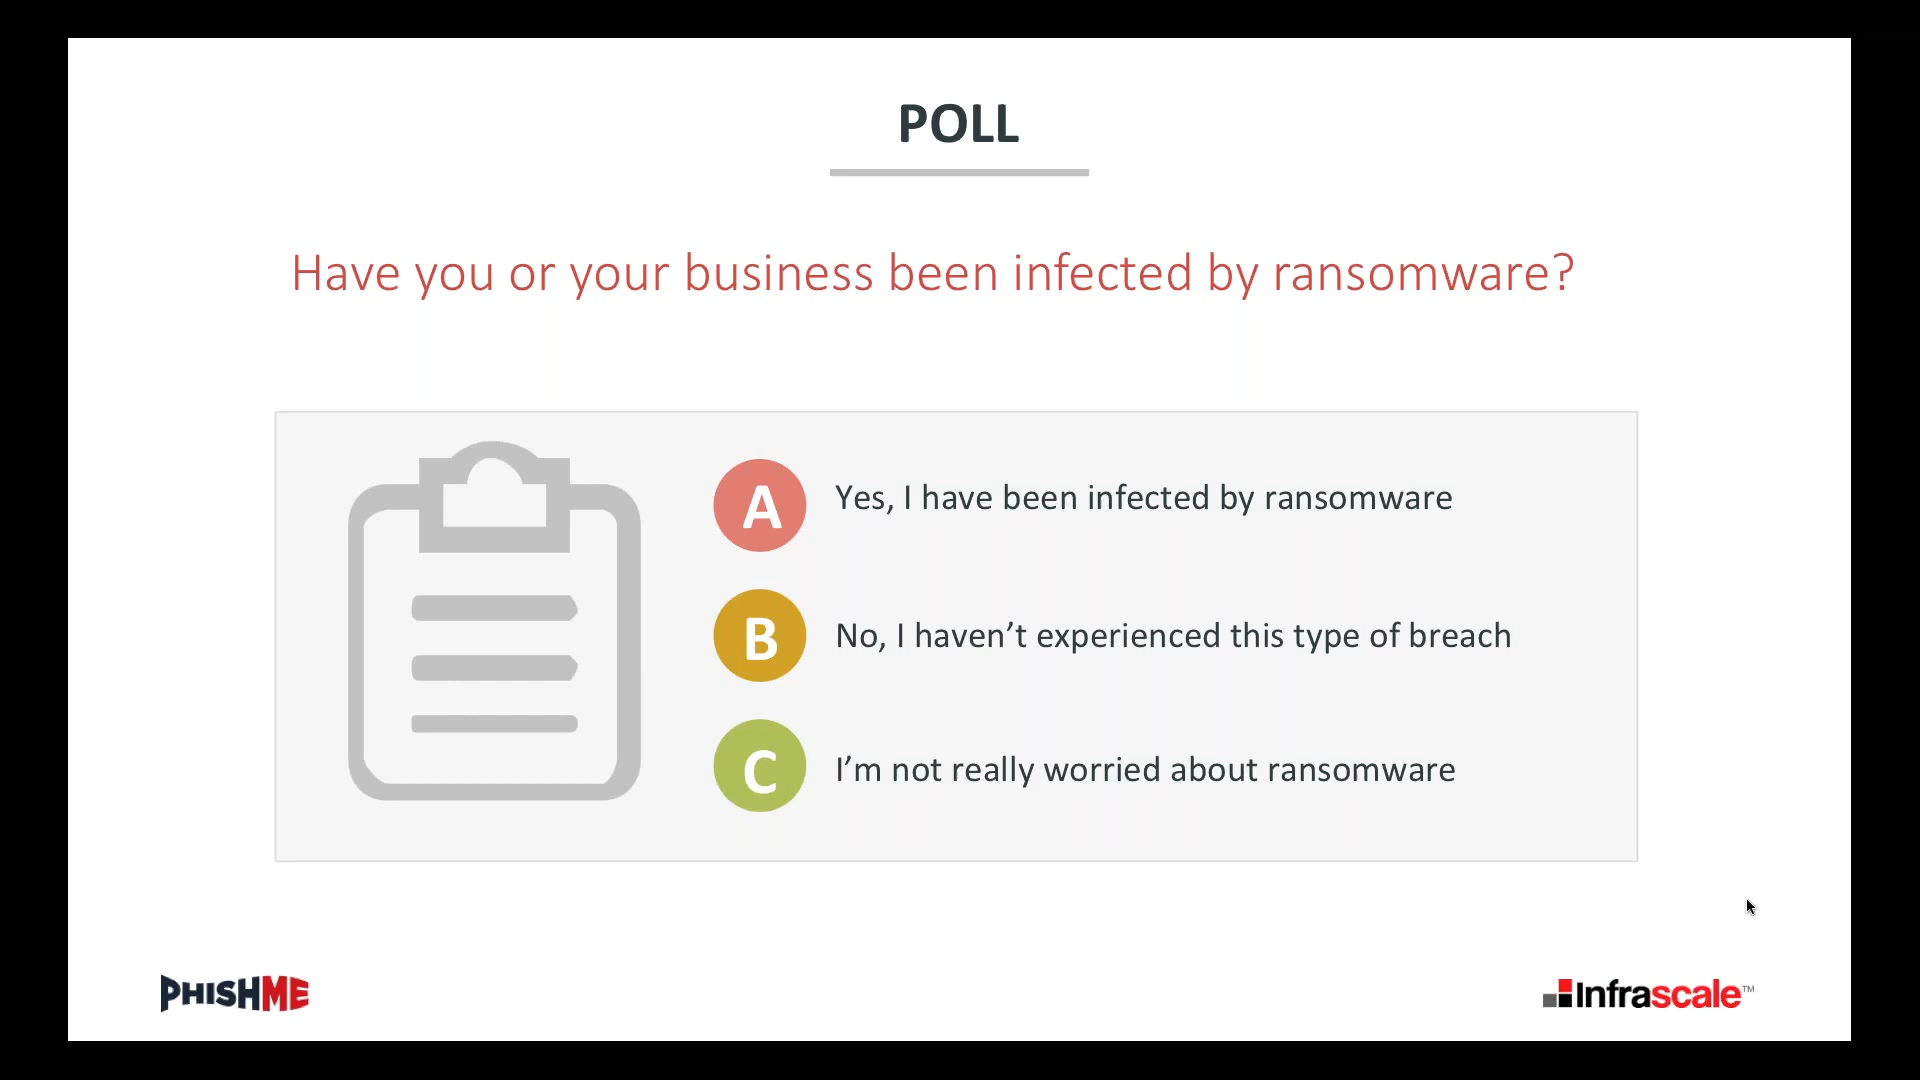 POLL
Have you or your business been infected by ransomware?
A Yes, I have been infected by ransomware
B No, I haven’t experienced this type of breach
C I’m not really worried about ransomware
PHISHME
Infrascale™